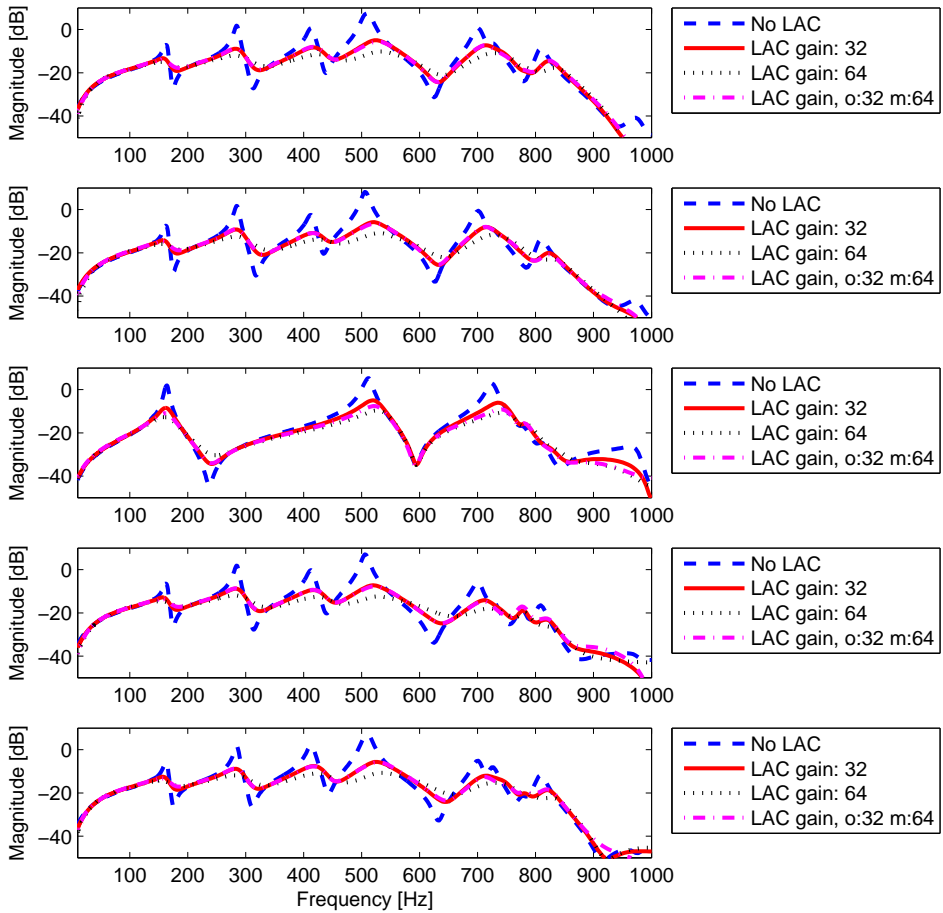 Magnitude [dB]
0
−20
−40
100 200 300 400 500 600 700 800 900 1000
No LAC
LAC gain: 32
LAC gain: 64
LAC gain, o:32 m:64
Magnitude [dB]
0
−20
−40
100 200 300 400 500 600 700 800 900 1000
No LAC
LAC gain: 32
LAC gain: 64
LAC gain, o:32 m:64
Magnitude [dB]
0
−20
−40
100 200 300 400 500 600 700 800 900 1000
No LAC
LAC gain: 32
LAC gain: 64
LAC gain, o:32 m:64
Magnitude [dB]
0
−20
−40
100 200 300 400 500 600 700 800 900 1000
No LAC
LAC gain: 32
LAC gain: 64
LAC gain, o:32 m:64
Magnitude [dB]
0
−20
−40
100 200 300 400 500 600 700 800 900 1000
Frequency [Hz]
No LAC
LAC gain: 32
LAC gain: 64
LAC gain, o:32 m:64